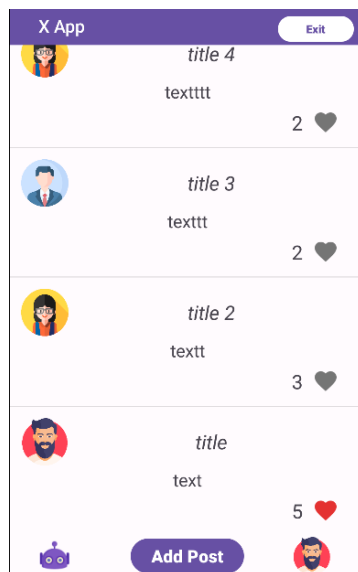 X App
Exit
title 4
textttt
2
title 3
texttt
2
title 2
textt
3
title
text
5
Add Post